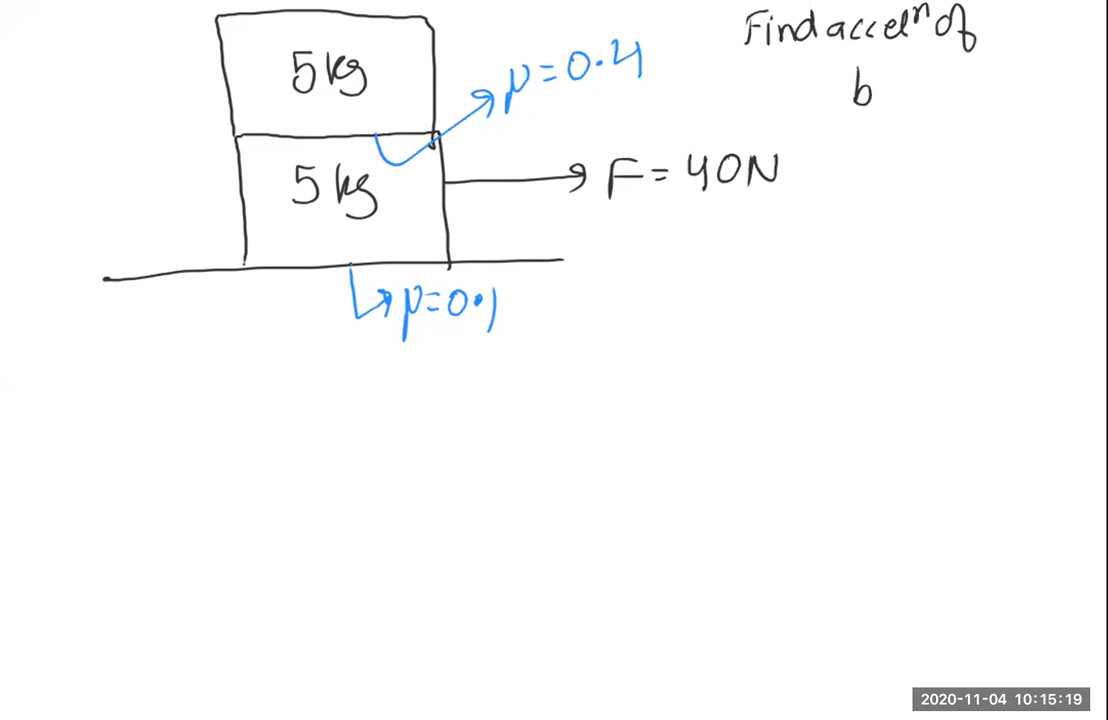 Find accelⁿ of
b
5 kg
μ = 0.4
5 kg
F = 40N
μ=0.1
2020-11-04 10:15:19